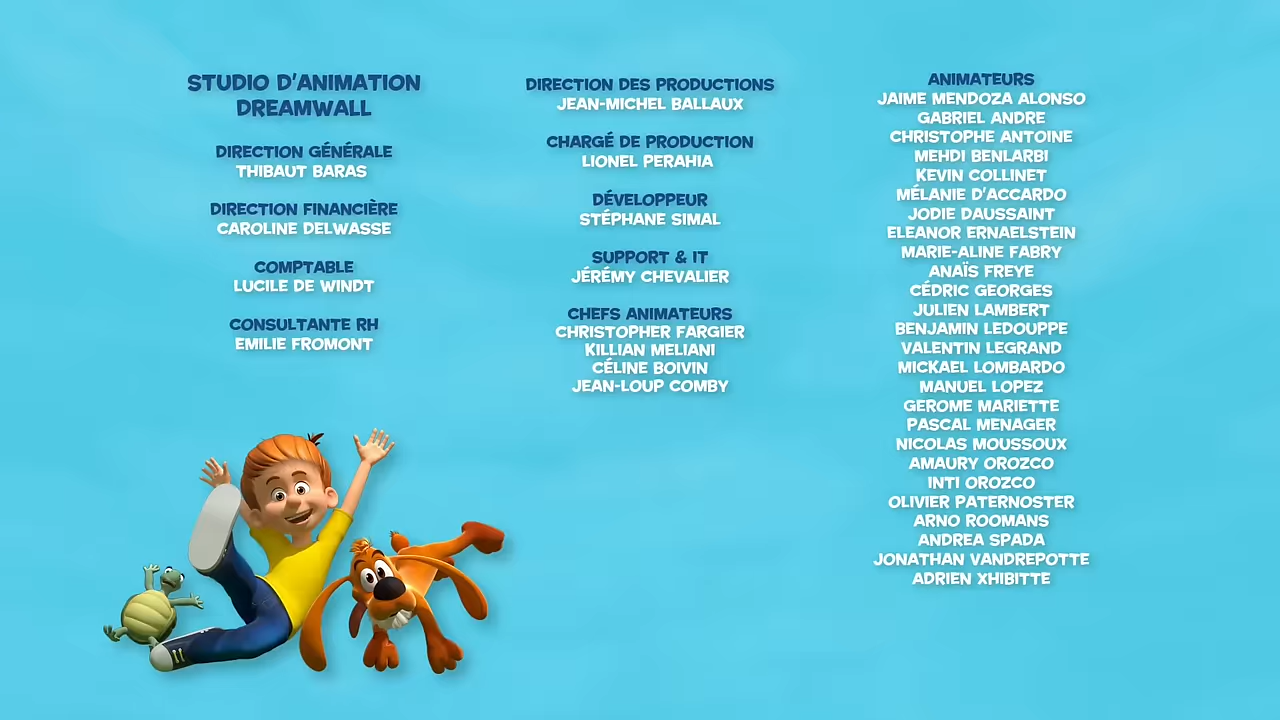 STUDIO D'ANIMATION
DREAMWALL
DIRECTION GÉNÉRALE
THIBAUT BARAS
DIRECTION FINANCIÈRE
CAROLINE DELWASSE
COMPTABLE
LUCILE DE WINDT
CONSULTANTE RH
EMILIE FROMONT
DIRECTION DES PRODUCTIONS
JEAN-MICHEL BALLAUX
CHARGÉ DE PRODUCTION
LIONEL PERAHIA
DÉVELOPPEUR
STÉPHANE SIMAL
SUPPORT & IT
JÉRÉMY CHEVALIER
CHEFS ANIMATEURS
CHRISTOPHER FARGIER
KILLIAN MELIANI
CÉLINE BOIVIN
JEAN-LOUP COMBY
ANIMATEURS
JAIME MENDOZA ALONSO
GABRIEL ANDRE
CHRISTOPHE ANTOINE
MEHDI BENLARBI
KEVIN COLLINET
MÉLANIE D'ACCARDO
JODIE DAUSSAINT
ELEANOR ERNAELSTEIN
MARIE-ALINE FABRY
ANAÏS FREYE
CÉDRIC GEORGES
JULIEN LAMBERT
BENJAMIN LEDOUPPE
VALENTIN LEGRAND
MICKAEL LOMBARDO
MANUEL LOPEZ
GEROME MARIETTE
PASCAL MENAGER
NICOLAS MOUSSOUX
AMAURY OROZCO
INTI OROZCO
OLIVIER PATERNOSTER
ARNO ROOMANS
ANDREA SPADA
JONATHAN VANDREPOTTE
ADRIEN XHIBITTE